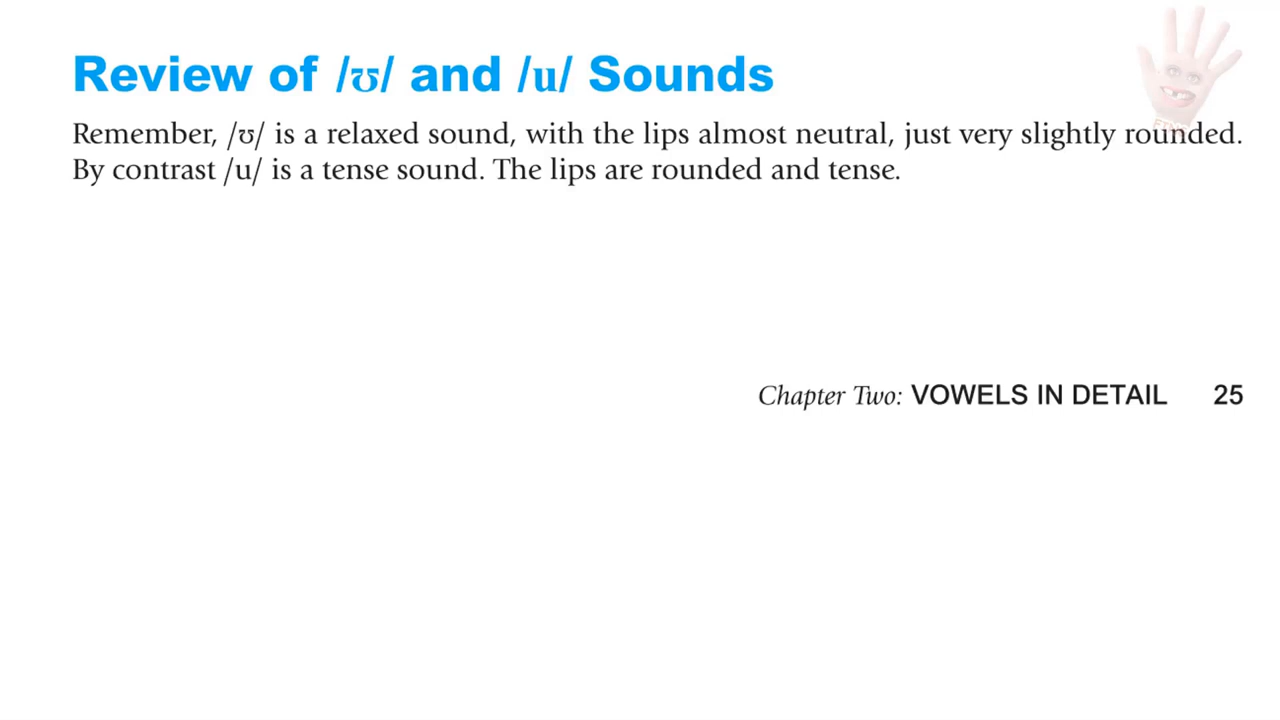 Review of /ʊ/ and /u/ Sounds
Remember, /ʊ/ is a relaxed sound, with the lips almost neutral, just very slightly rounded.
By contrast /u/ is a tense sound. The lips are rounded and tense.
Chapter Two: VOWELS IN DETAIL 25